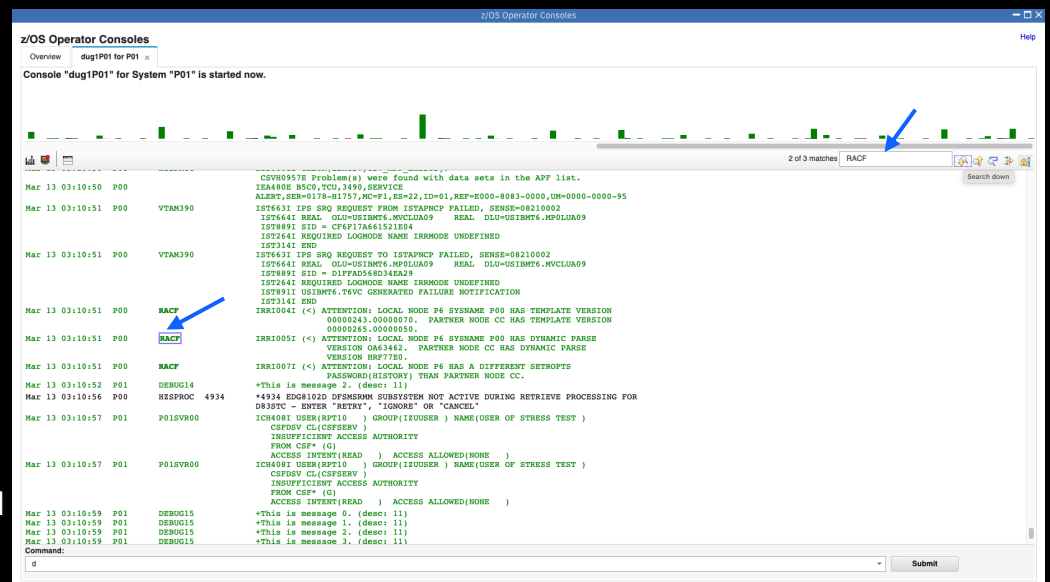 z/OS Operator Consoles
z/OS Operator Consoles
Help
Overview
dug1P01 for P01 ×
Console "dug1P01" for System "P01" is started now.
2 of 3 matches RACF
Search down
CSVH0957E Problem(s) were found with data sets in the APF list.
Mar 13 03:10:50 P00 IEA480E B5C0,TCU,3490,SERVICE
ALERT,SER=0178-H1757,MC=F1,ES=22,ID=01,REF=E000-8083-0000,UM=0000-0000-95
Mar 13 03:10:51 P00 VTAM390 IST663I IPS SRQ REQUEST FROM ISTAPNCP FAILED, SENSE=08210002
IST664I REAL OLU=USIBMT6.MVCLUA09 REAL DLU=USIBMT6.MP0LUA09
IST889I SID = CF6F17A661521E04
IST264I REQUIRED LOGMODE NAME IRRMODE UNDEFINED
IST314I END
Mar 13 03:10:51 P00 VTAM390 IST663I IPS SRQ REQUEST TO ISTAPNCP FAILED, SENSE=08210002
IST664I REAL OLU=USIBMT6.MP0LUA09 REAL DLU=USIBMT6.MVCLUA09
IST889I SID = D1FFAD568D34EA29
IST264I REQUIRED LOGMODE NAME IRRMODE UNDEFINED
IST891I USIBMT6.T6VC GENERATED FAILURE NOTIFICATION
IST314I END
Mar 13 03:10:51 P00 RACF IRRI004I (<) ATTENTION: LOCAL NODE P6 SYSNAME P00 HAS TEMPLATE VERSION
00000243.00000070. PARTNER NODE CC HAS TEMPLATE VERSION
00000265.00000050.
Mar 13 03:10:51 P00 RACF IRRI005I (<) ATTENTION: LOCAL NODE P6 SYSNAME P00 HAS DYNAMIC PARSE
VERSION OA63462. PARTNER NODE CC HAS DYNAMIC PARSE
VERSION HRF77E0.
Mar 13 03:10:51 P00 RACF IRRI007I (<) ATTENTION: LOCAL NODE P6 HAS A DIFFERENT SETROPTS
PASSWORD(HISTORY) THAN PARTNER NODE CC.
Mar 13 03:10:52 P01 DEBUG14 +This is message 2. (desc: 11)
Mar 13 03:10:56 P00 HZSPROC 4934 *4934 EDG8102D DFSMSRMM SUBSYSTEM NOT ACTIVE DURING RETRIEVE PROCESSING FOR
D83STC - ENTER "RETRY", "IGNORE" OR "CANCEL"
Mar 13 03:10:57 P01 P01SVR00 ICH408I USER(RPT10 ) GROUP(IZUUSER ) NAME(USER OF STRESS TEST )
CSFDSV CL(CSFSERV )
INSUFFICIENT ACCESS AUTHORITY
FROM CSF* (G)
ACCESS INTENT(READ ) ACCESS ALLOWED(NONE )
Mar 13 03:10:57 P01 P01SVR00 ICH408I USER(RPT10 ) GROUP(IZUUSER ) NAME(USER OF STRESS TEST )
CSFDSV CL(CSFSERV )
INSUFFICIENT ACCESS AUTHORITY
FROM CSF* (G)
ACCESS INTENT(READ ) ACCESS ALLOWED(NONE )
Mar 13 03:10:59 P01 DEBUG15 +This is message 0. (desc: 11)
Mar 13 03:10:59 P01 DEBUG15 +This is message 1. (desc: 11)
Mar 13 03:10:59 P01 DEBUG15 +This is message 2. (desc: 11)
Mar 13 03:10:59 P01 DEBUG15 +This is message 3. (desc: 11)
Command:
d
Submit